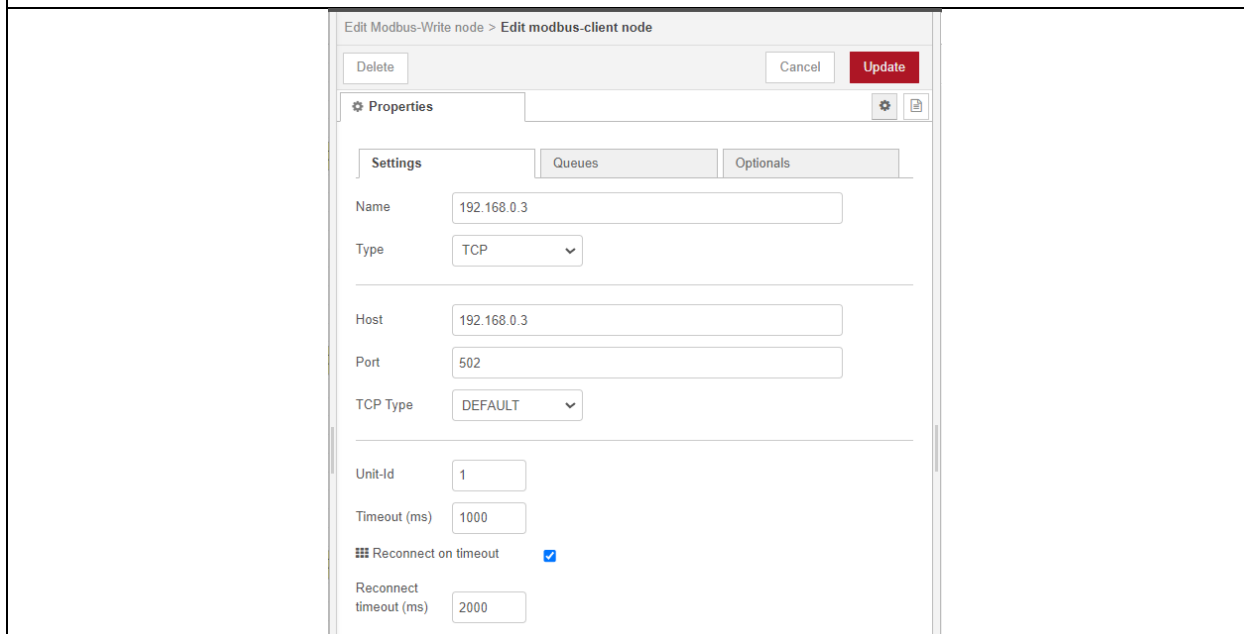 Edit Modbus-Write node > Edit modbus-client node
Delete Cancel Update
Properties
Settings Queues Optionals
Name 192.168.0.3
Type TCP
Host 192.168.0.3
Port 502
TCP Type DEFAULT
Unit-Id 1
Timeout (ms) 1000
Reconnect on timeout
Reconnect
timeout (ms) 2000